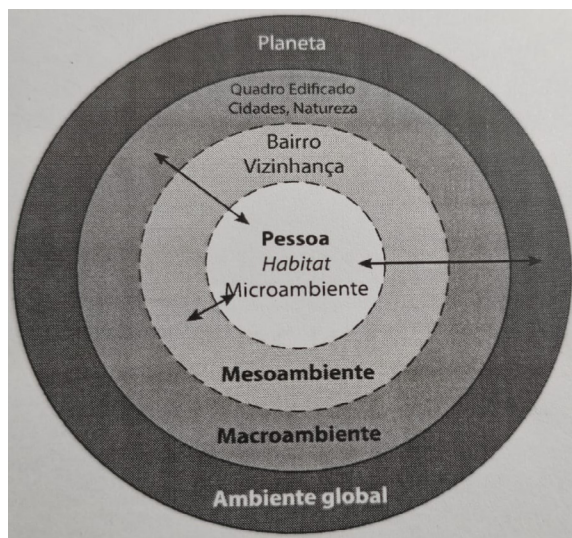 Planeta
Quadro Edificado
Cidades, Natureza
Bairro
Vizinhança
Pessoa
Habitat
Microambiente
Mesoambiente
Macroambiente
Ambiente global